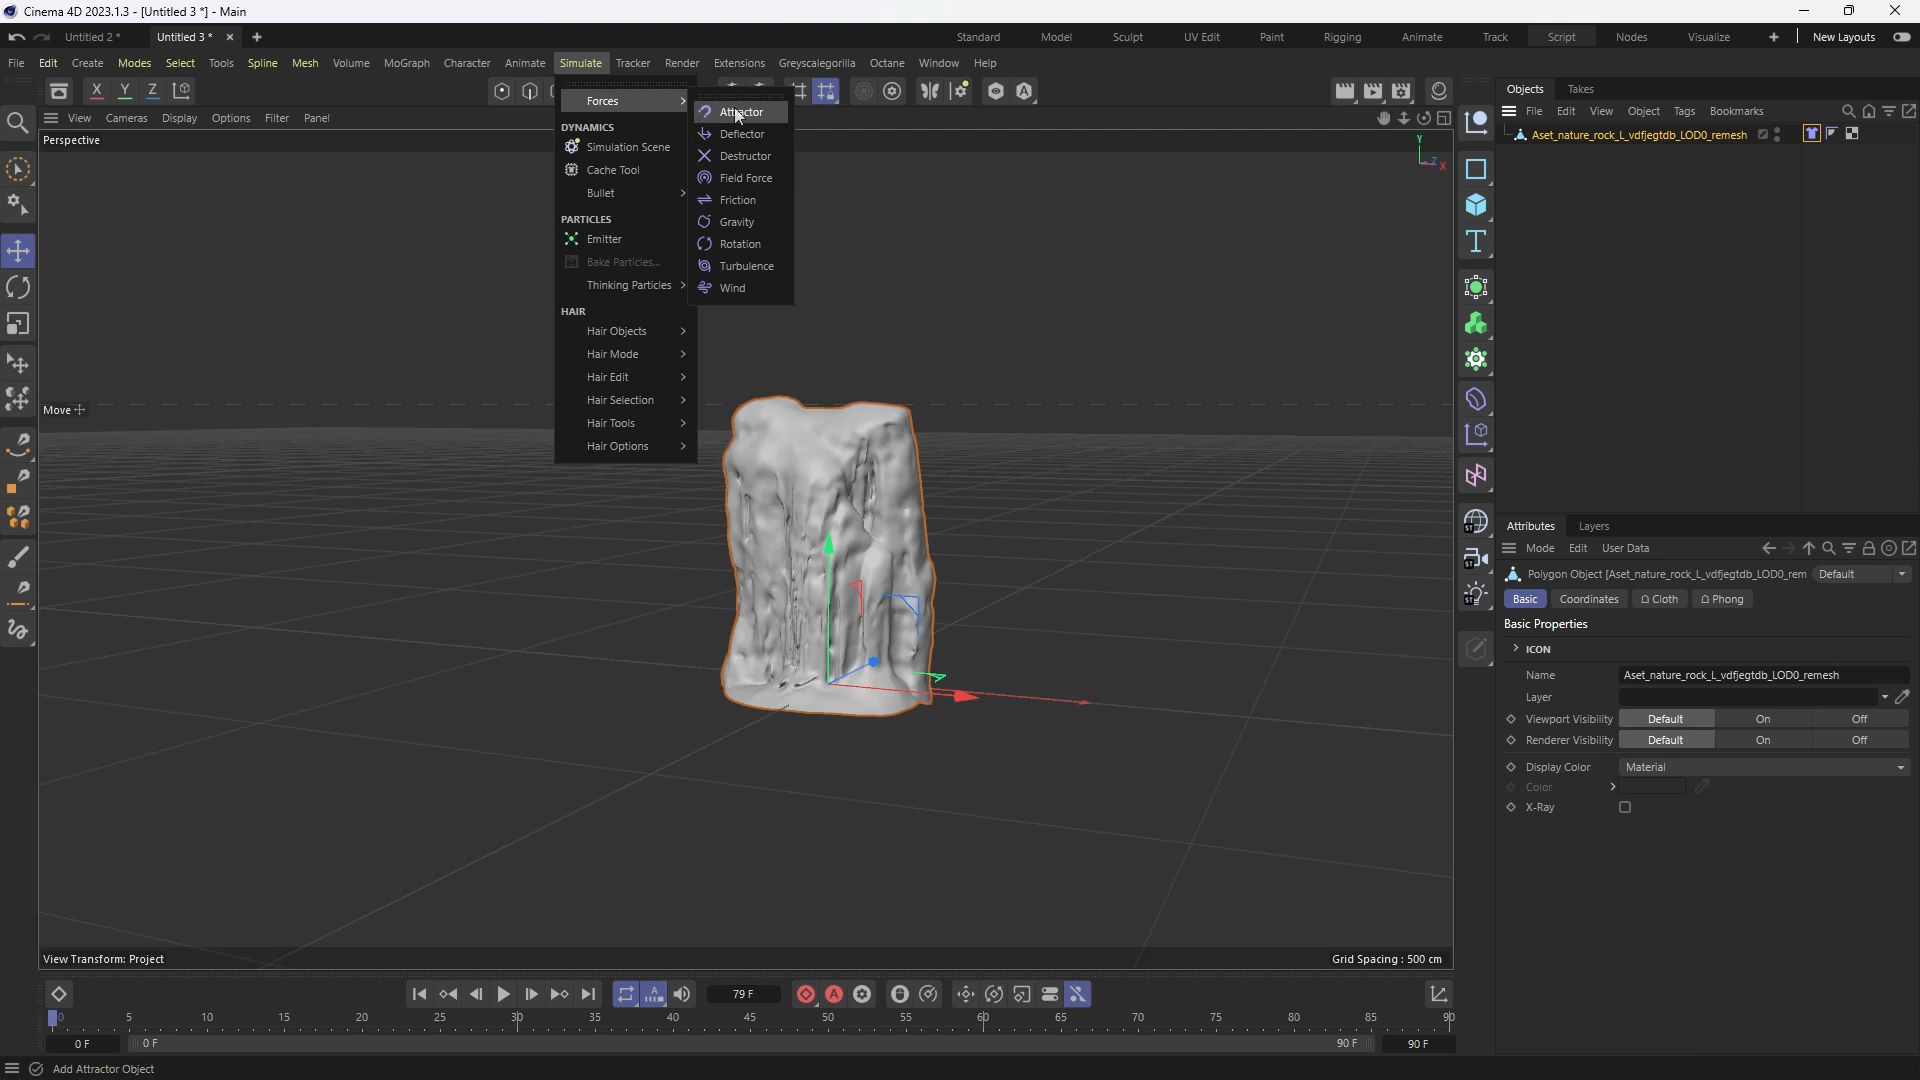 Cinema 4D 2023.1.3 - [Untitled 3 *] - Main
Untitled 2 *
Untitled 3 *
Standard
Model
Sculpt
UV Edit
Paint
Rigging
Animate
Track
Script
Nodes
Visualize
New Layouts
File
Edit
Create
Modes
Select
Tools
Spline
Mesh
Volume
MoGraph
Character
Animate
Simulate
Tracker
Render
Extensions
Greyscalegorilla
Octane
Window
Help
X
Y
Z
View
Cameras
Display
Options
Filter
Panel
Perspective
Move
Forces
DYNAMICS
Simulation Scene
Cache Tool
Bullet
PARTICLES
Emitter
Bake Particles...
Thinking Particles
HAIR
Hair Objects
Hair Mode
Hair Edit
Hair Selection
Hair Tools
Hair Options
Attractor
Deflector
Destructor
Field Force
Friction
Gravity
Rotation
Turbulence
Wind
Y
Z
X
View Transform: Project
Grid Spacing : 500 cm
Objects
Takes
File
Edit
View
Object
Tags
Bookmarks
Aset_nature_rock_L_vdfjegtdb_LOD0_remesh
Attributes
Layers
Mode
Edit
User Data
Polygon Object [Aset_nature_rock_L_vdfjegtdb_LOD0_rem
Default
Basic
Coordinates
Cloth
Phong
Basic Properties
ICON
Name
Aset_nature_rock_L_vdfjegtdb_LOD0_remesh
Layer
Viewport Visibility
Default
On
Off
Renderer Visibility
Default
On
Off
Display Color
Material
Color
X-Ray
79 F
0
5
10
15
20
25
30
35
40
45
50
55
60
65
70
75
80
85
90
0 F
0 F
90 F
90 F
Add Attractor Object